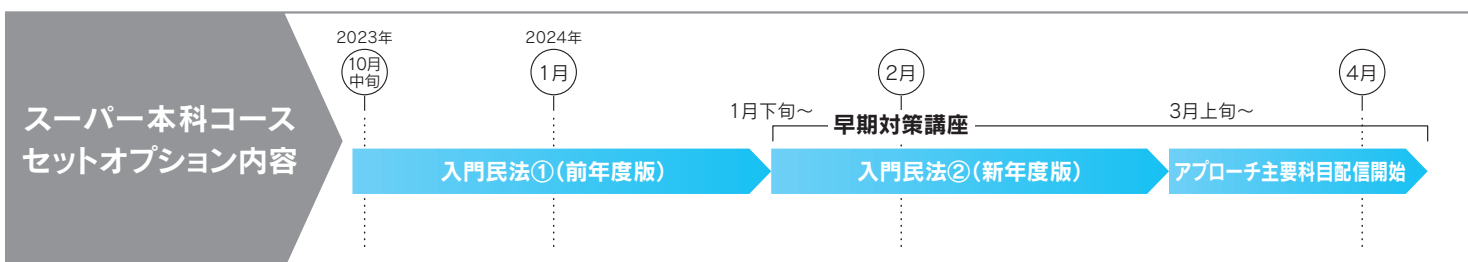 スーパー本科コース
セットオプション内容
2023年
10月
中旬
2024年
1月
2月
4月
1月下旬～
早期対策講座
3月上旬～
入門民法①（前年度版）
入門民法②（新年度版）
アプローチ主要科目配信開始